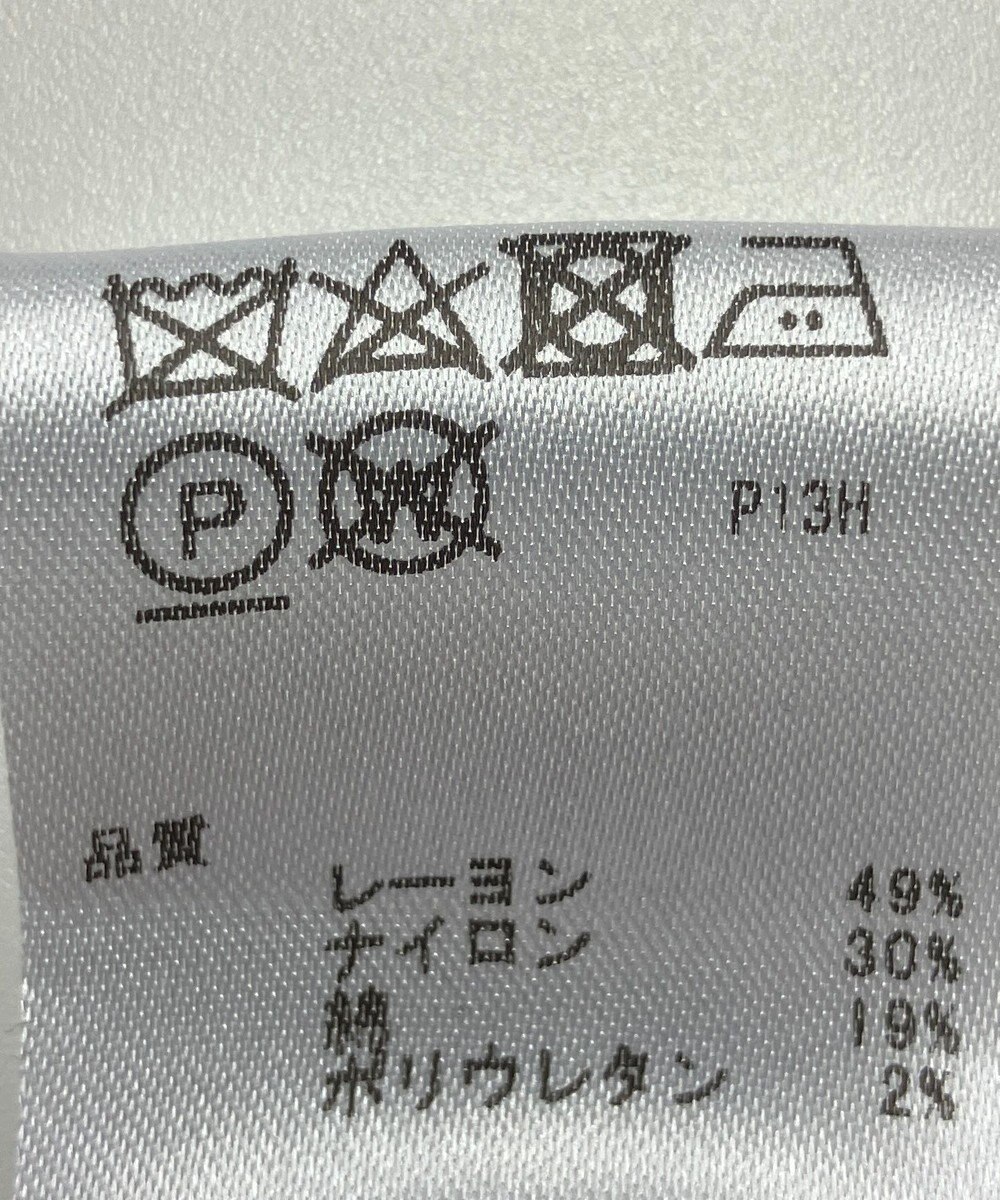 P W P13H
品質
レーヨン 49%
ナイロン 30%
綿 19%
ポリウレタン 2%